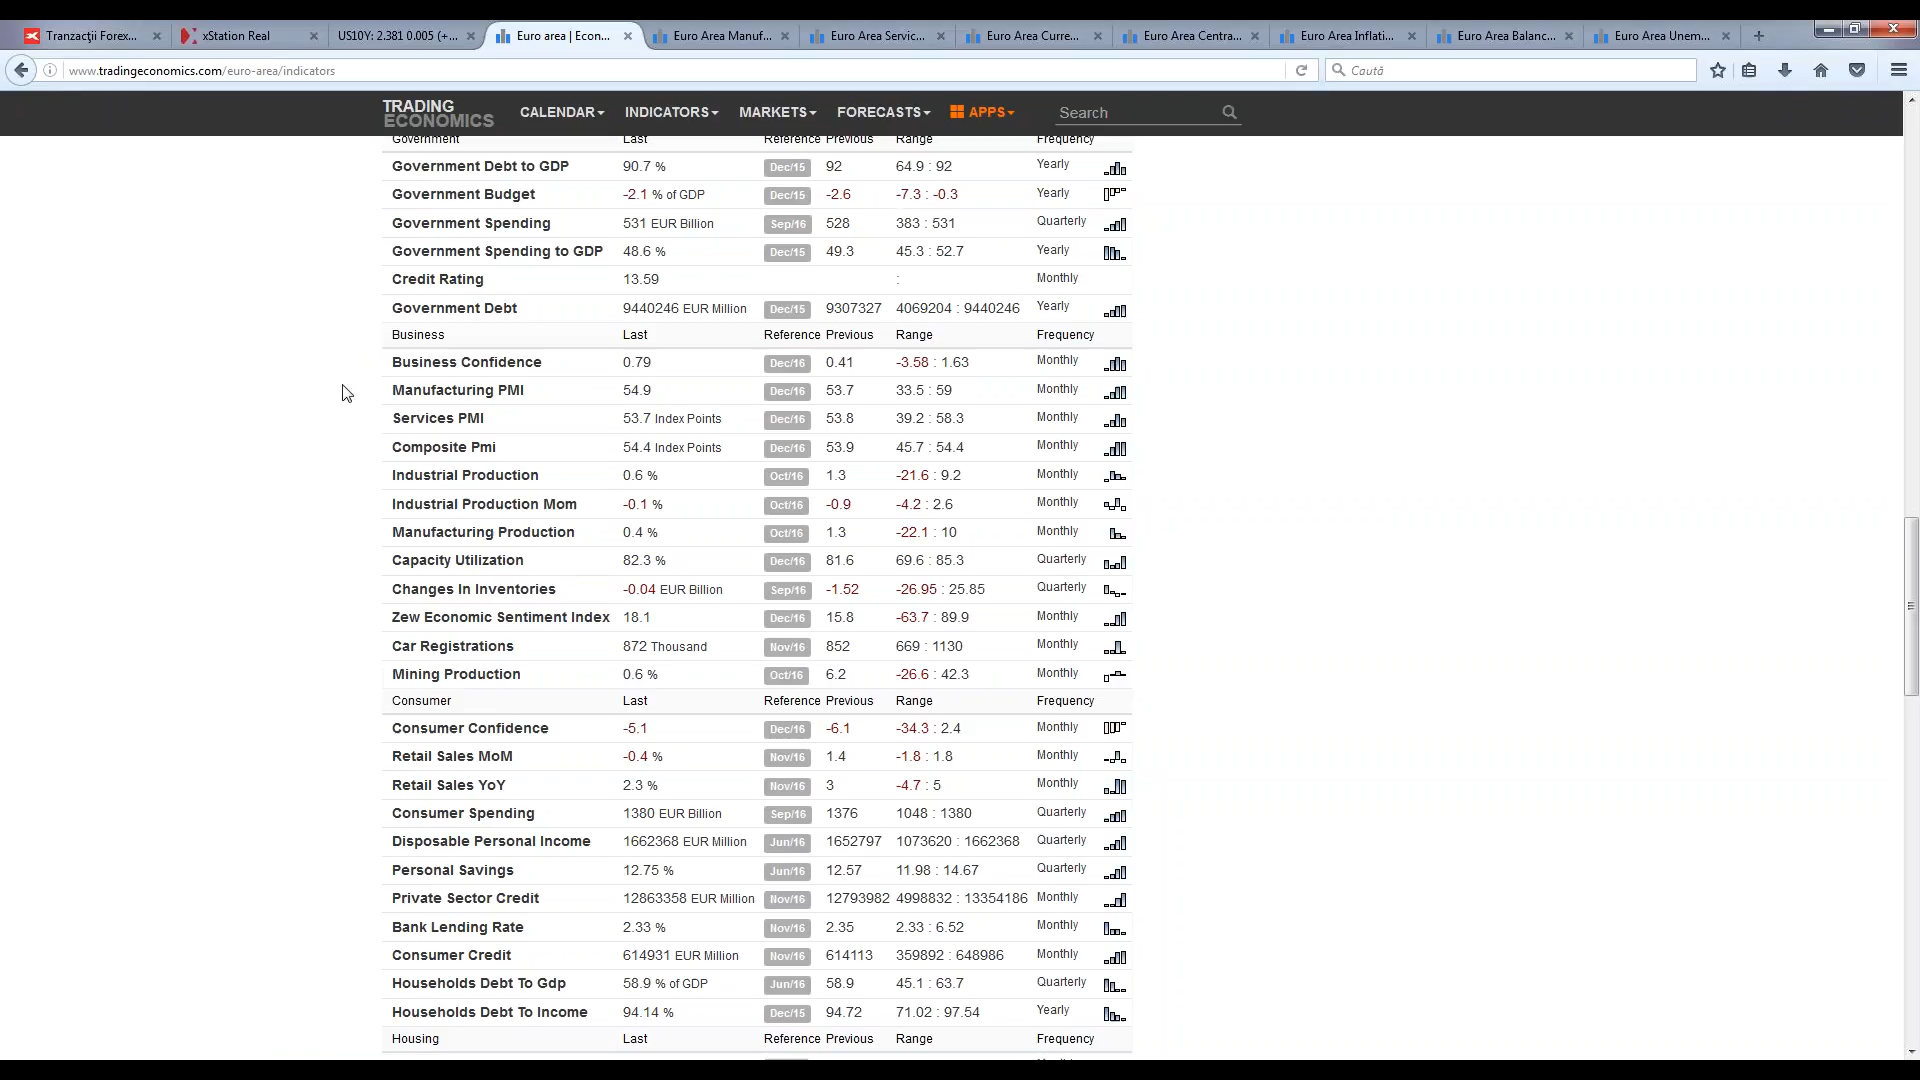 Tranzacții Forex...
xStation Real
US10Y: 2.381 0.005 (+...
Euro area | Econ...
Euro Area Manuf...
Euro Area Servic...
Euro Area Curre...
Euro Area Centra...
Euro Area Inflati...
Euro Area Balanc...
Euro Area Unem...
www.tradingeconomics.com/euro-area/indicators
Caută
TRADING ECONOMICS
CALENDAR INDICATORS MARKETS FORECASTS APPS Search
Government Last Reference Previous Range Frequency
Government Debt to GDP 90.7 % Dec/15 92 64.9 : 92 Yearly
Government Budget -2.1 % of GDP Dec/15 -2.6 -7.3 : -0.3 Yearly
Government Spending 531 EUR Billion Sep/16 528 383 : 531 Quarterly
Government Spending to GDP 48.6 % Dec/15 49.3 45.3 : 52.7 Yearly
Credit Rating 13.59 : Monthly
Government Debt 9440246 EUR Million Dec/15 9307327 4069204 : 9440246 Yearly
Business Last Reference Previous Range Frequency
Business Confidence 0.79 Dec/16 0.41 -3.58 : 1.63 Monthly
Manufacturing PMI 54.9 Dec/16 53.7 33.5 : 59 Monthly
Services PMI 53.7 Index Points Dec/16 53.8 39.2 : 58.3 Monthly
Composite Pmi 54.4 Index Points Dec/16 53.9 45.7 : 54.4 Monthly
Industrial Production 0.6 % Oct/16 1.3 -21.6 : 9.2 Monthly
Industrial Production Mom -0.1 % Oct/16 -0.9 -4.2 : 2.6 Monthly
Manufacturing Production 0.4 % Oct/16 1.3 -22.1 : 10 Monthly
Capacity Utilization 82.3 % Dec/16 81.6 69.6 : 85.3 Quarterly
Changes In Inventories -0.04 EUR Billion Sep/16 -1.52 -26.95 : 25.85 Quarterly
Zew Economic Sentiment Index 18.1 Dec/16 15.8 -63.7 : 89.9 Monthly
Car Registrations 872 Thousand Nov/16 852 669 : 1130 Monthly
Mining Production 0.6 % Oct/16 6.2 -26.6 : 42.3 Monthly
Consumer Last Reference Previous Range Frequency
Consumer Confidence -5.1 Dec/16 -6.1 -34.3 : 2.4 Monthly
Retail Sales MoM -0.4 % Nov/16 1.4 -1.8 : 1.8 Monthly
Retail Sales YoY 2.3 % Nov/16 3 -4.7 : 5 Monthly
Consumer Spending 1380 EUR Billion Sep/16 1376 1048 : 1380 Quarterly
Disposable Personal Income 1662368 EUR Million Jun/16 1652797 1073620 : 1662368 Quarterly
Personal Savings 12.75 % Jun/16 12.57 11.98 : 14.67 Quarterly
Private Sector Credit 12863358 EUR Million Nov/16 12793982 4998832 : 13354186 Monthly
Bank Lending Rate 2.33 % Nov/16 2.35 2.33 : 6.52 Monthly
Consumer Credit 614931 EUR Million Nov/16 614113 359892 : 648986 Monthly
Households Debt To Gdp 58.9 % of GDP Jun/16 58.9 45.1 : 63.7 Quarterly
Households Debt To Income 94.14 % Dec/15 94.72 71.02 : 97.54 Yearly
Housing Last Reference Previous Range Frequency